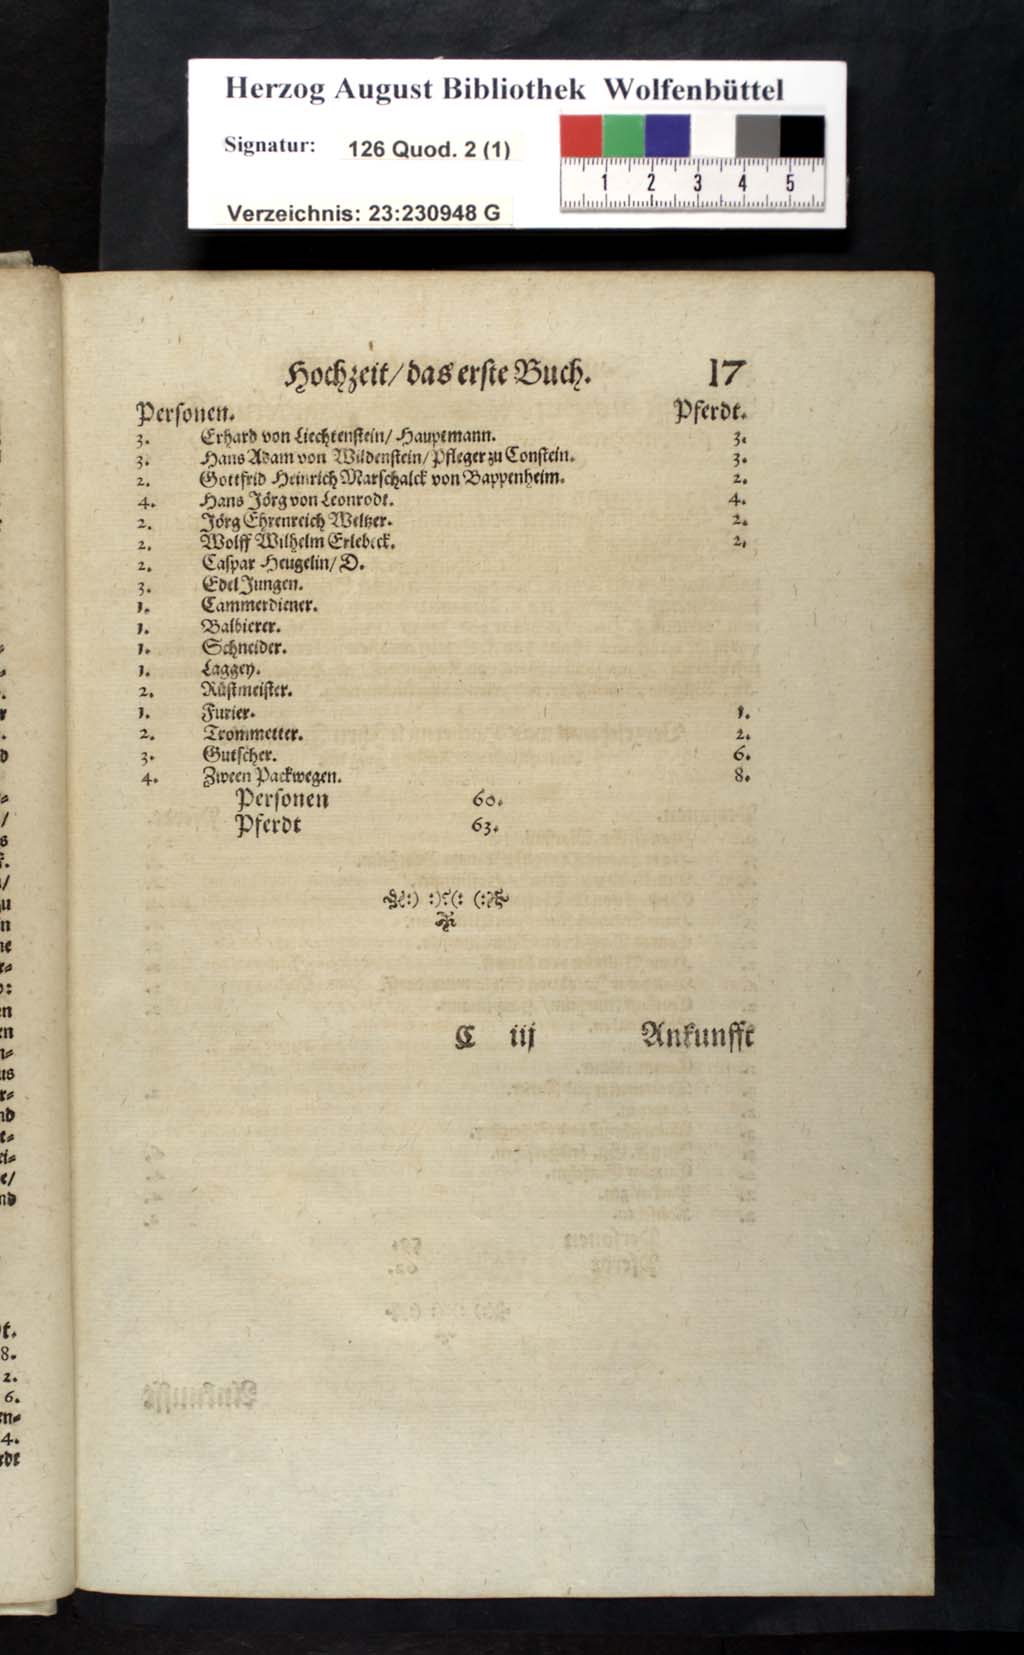 Herzog August Bibliothek Wolfenbüttel
Signatur: 126 Quod. 2 (1)
Verzeichnis: 23:230948 G
1 2 3 4 5
Hochzeit/das erste Buch. 17
Personen. Pferdt.
3. Erhard von Liechtenstein/Hauptmann. 3.
3. Hans Adam von Wildenstein/Pfleger zu Constein. 3.
2. Gottfrid Heinrich Marschalck von Bappenheim. 2.
4. Hans Jörg von Leonrodt. 4.
2. Jörg Ehrenreich Weltzer. 2.
2. Wolff Wilhelm Erlebeck. 2.
2. Caspar Heugelin/D.
3. Edel Jungen.
1. Cammerdiener.
1. Balbierer.
1. Schneider.
1. Laggey.
2. Rüstmeister.
1. Furier. 1.
2. Trommetter. 2.
3. Gutscher. 6.
4. Zween Packwegen. 8.
Personen 60.
Pferdt 63.
C iij Ankunfft